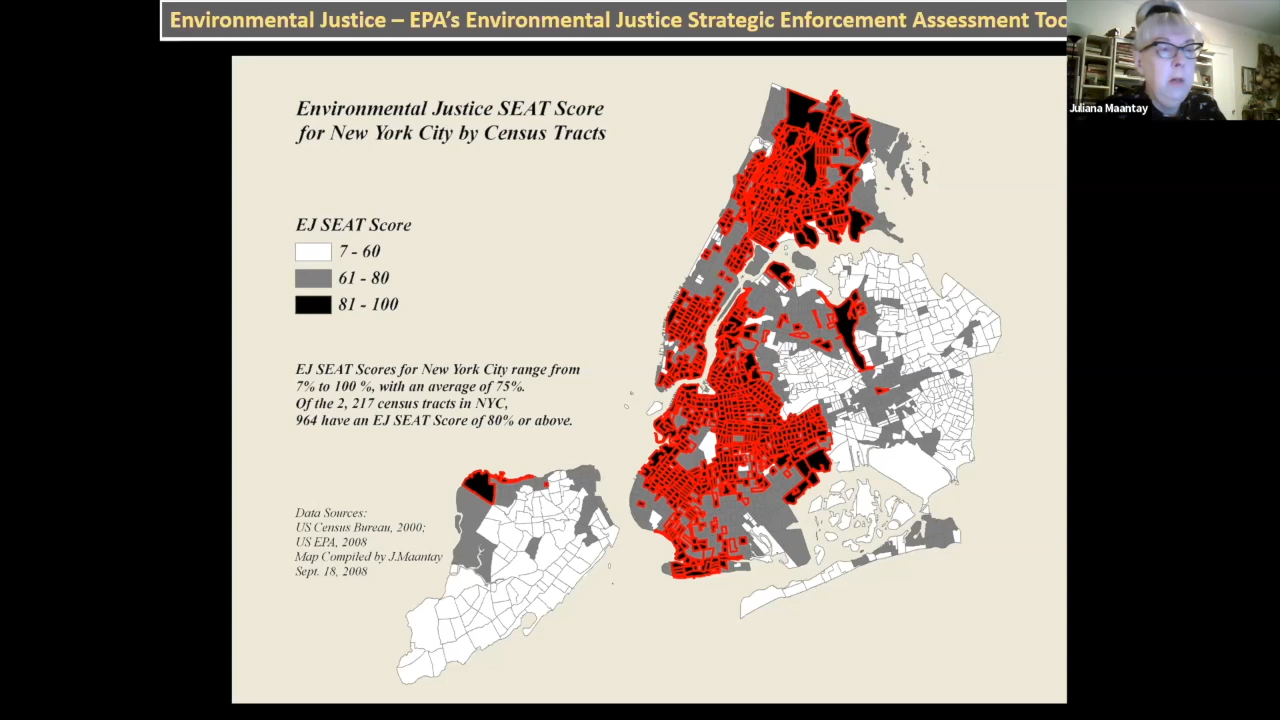 Environmental Justice – EPA's Environmental Justice Strategic Enforcement Assessment Too
Juliana Maantay
Environmental Justice SEAT Score
for New York City by Census Tracts
EJ SEAT Score
7 - 60
61 - 80
81 - 100
EJ SEAT Scores for New York City range from
7% to 100 %, with an average of 75%.
Of the 2, 217 census tracts in NYC,
964 have an EJ SEAT Score of 80% or above.
Data Sources:
US Census Bureau, 2000;
US EPA, 2008
Map Compiled by J.Maantay
Sept. 18, 2008